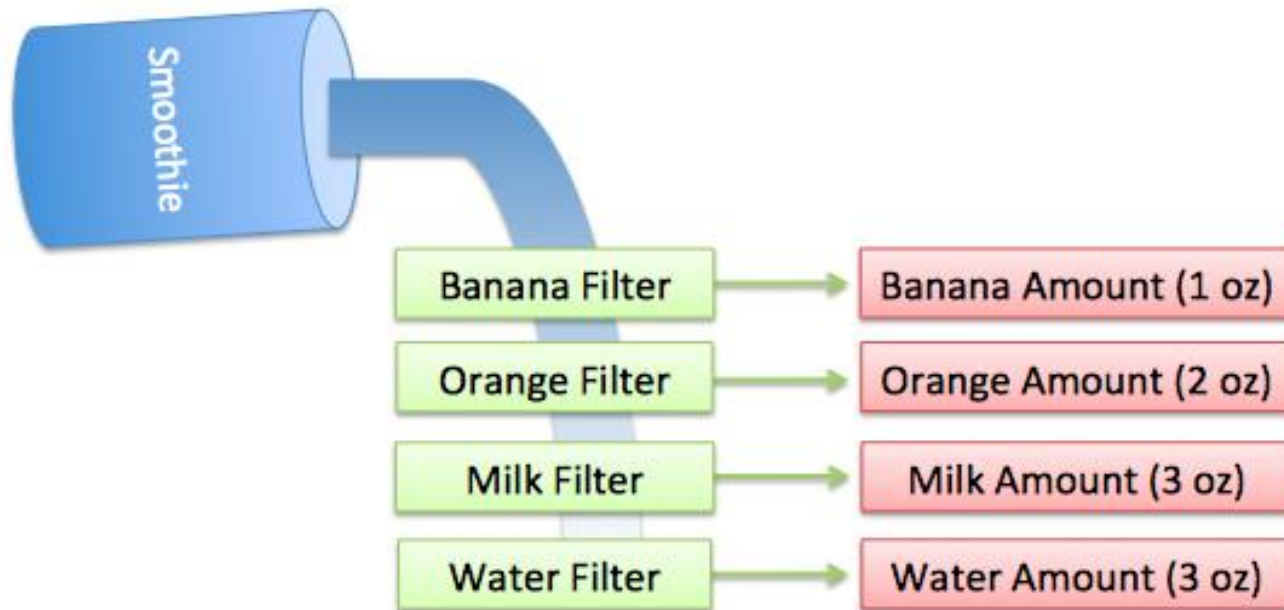 Smoothie
Banana Filter
Banana Amount (1 oz)
Orange Filter
Orange Amount (2 oz)
Milk Filter
Milk Amount (3 oz)
Water Filter
Water Amount (3 oz)